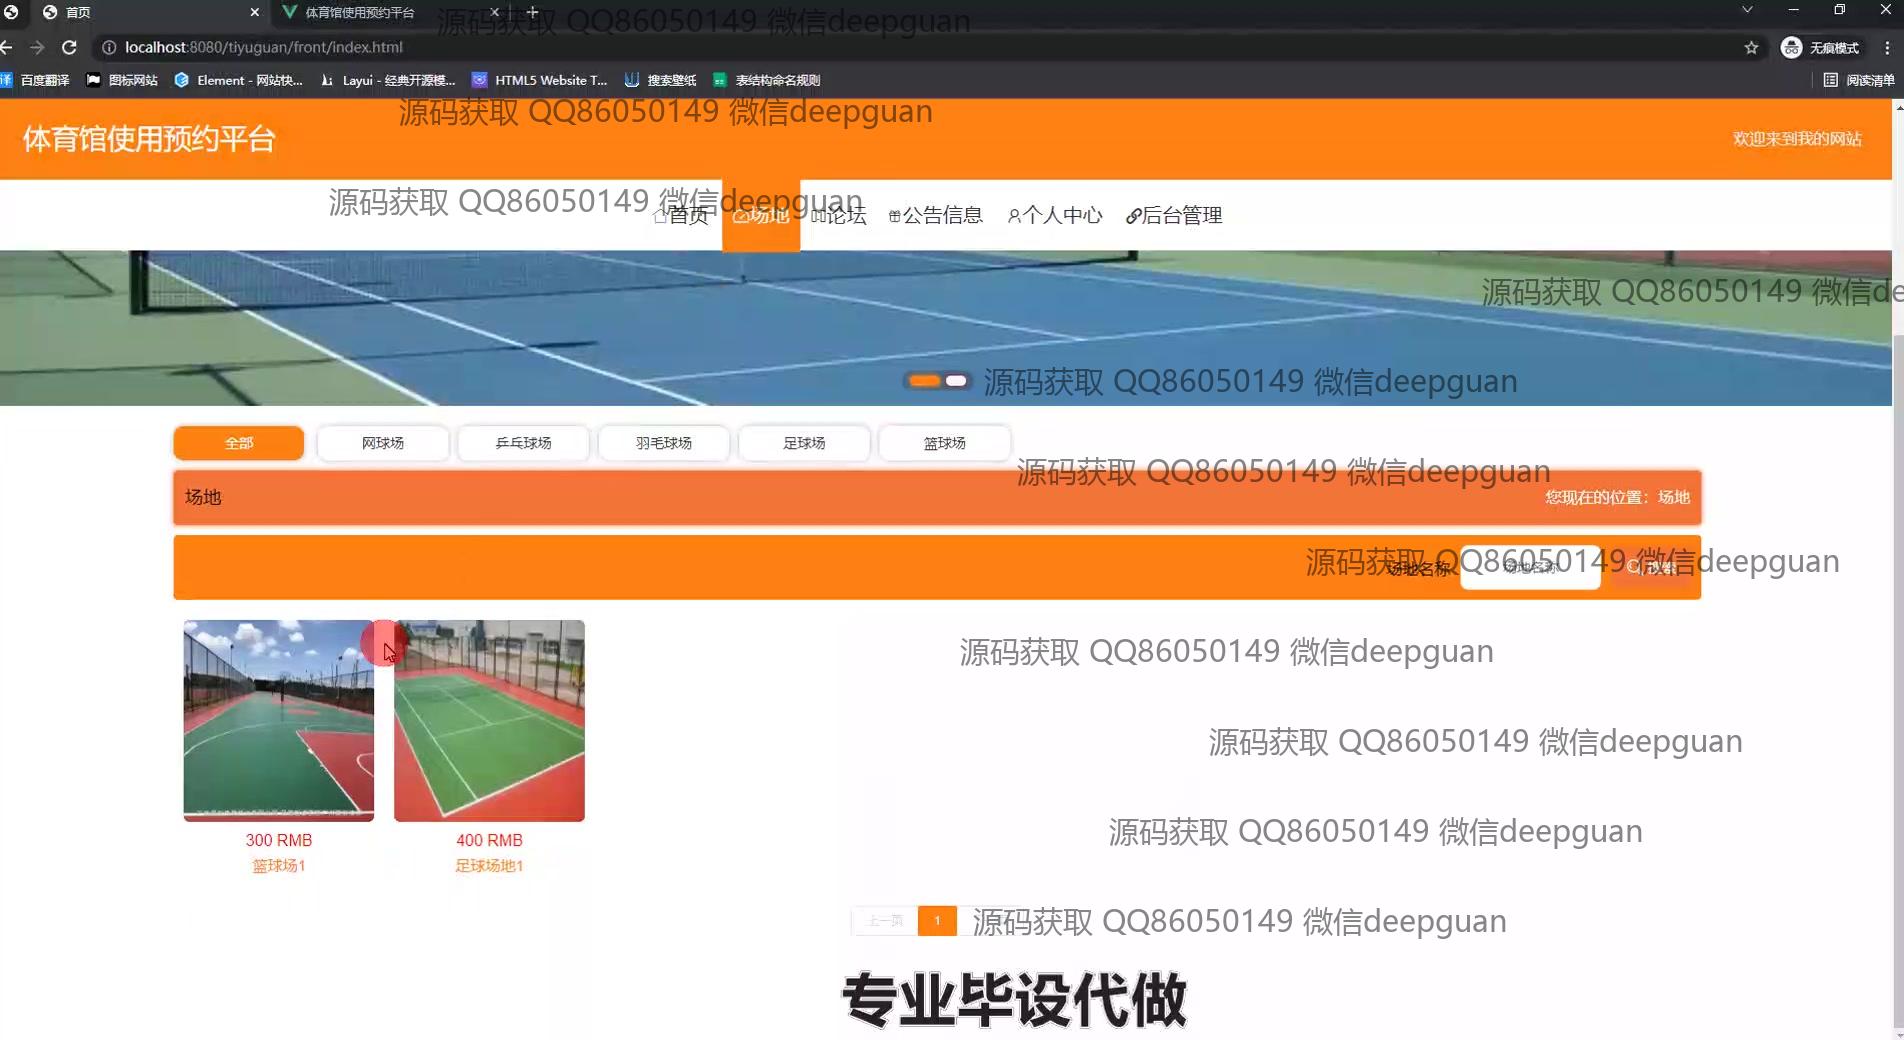 首页
体育馆使用预约平台
源码获取 QQ86050149 微信deepguan
localhost:8080/tiyuguan/front/index.html
无痕模式
百度翻译
图标网站
Element - 网站快...
Layui - 经典开源模...
HTML5 Website T...
搜索壁纸
表结构命名规则
阅读清单
源码获取 QQ86050149 微信deepguan
体育馆使用预约平台
欢迎来到我的网站
源码获取 QQ86050149 微信deepguan
首页
场地
论坛
公告信息
个人中心
后台管理
源码获取 QQ86050149 微信de
源码获取 QQ86050149 微信deepguan
全部
网球场
乒乓球场
羽毛球场
足球场
篮球场
源码获取 QQ86050149 微信deepguan
场地
您现在的位置：场地
源码获取 QQ86050149 微信deepguan
场地名称
场地名称
搜索
源码获取 QQ86050149 微信deepguan
源码获取 QQ86050149 微信deepguan
300 RMB
400 RMB
源码获取 QQ86050149 微信deepguan
篮球场1
足球场地1
上一页
1
源码获取 QQ86050149 微信deepguan
专业毕设代做